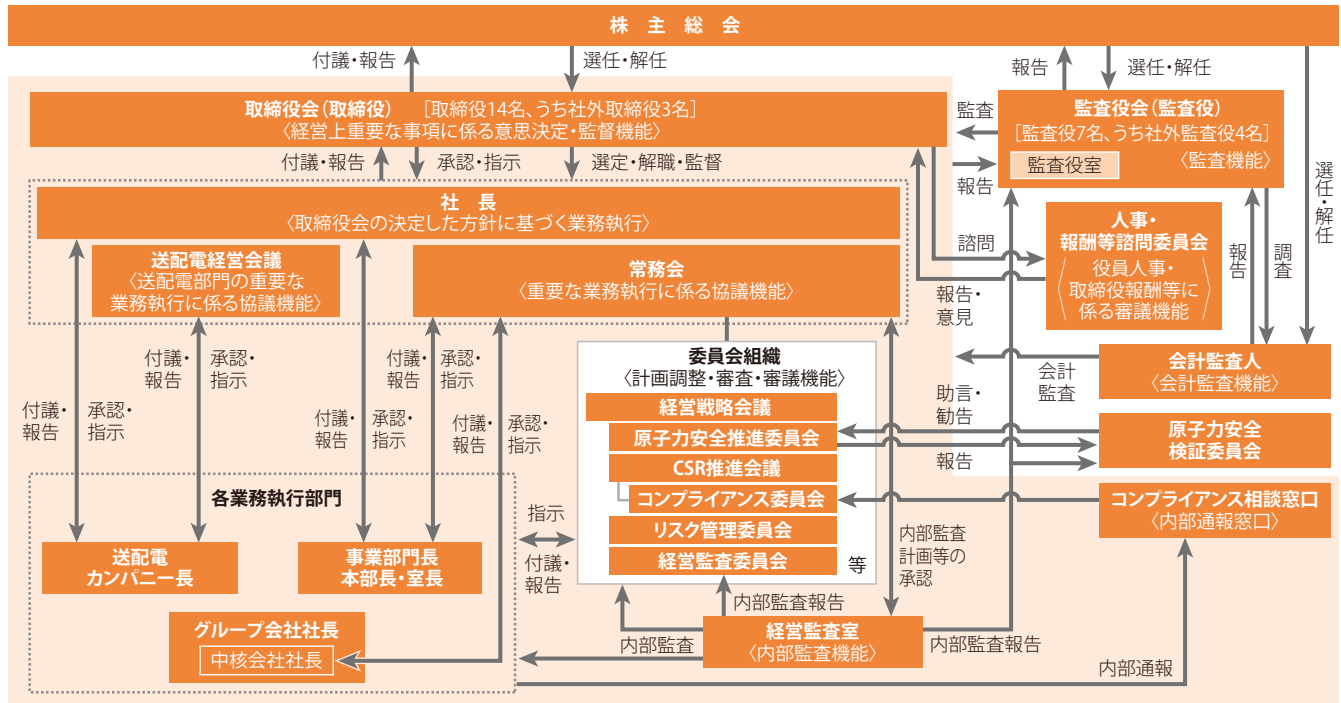 株 主 総 会
付議・報告
選任・解任
報告
選任・解任
取締役会（取締役） ［取締役14名、うち社外取締役3名］
〈経営上重要な事項に係る意思決定・監督機能〉
監査
監査役会（監査役）
［監査役7名、うち社外監査役4名］
〈監査機能〉
監査役室
報告
選任・解任
付議・報告
承認・指示
選定・解職・監督
社 長
〈取締役会の決定した方針に基づく業務執行〉
送配電経営会議
〈送配電部門の重要な
業務執行に係る協議機能〉
常務会
〈重要な業務執行に係る協議機能〉
諮問
報告・
意見
人事・
報酬等諮問委員会
役員人事・
取締役報酬等に
係る審議機能
報告
調査
付議・
報告
承認・
指示
付議・
報告
承認・
指示
付議・
報告
承認・
指示
付議・
報告
承認・
指示
付議・
報告
承認・
指示
委員会組織
〈計画調整・審査・審議機能〉
経営戦略会議
原子力安全推進委員会
CSR推進会議
コンプライアンス委員会
リスク管理委員会
経営監査委員会
等
会計
監査
会計監査人
〈会計監査機能〉
助言・
勧告
報告
原子力安全
検証委員会
コンプライアンス相談窓口
〈内部通報窓口〉
各業務執行部門
送配電
カンパニー長
事業部門長
本部長・室長
グループ会社社長
中核会社社長
指示
付議・
報告
内部監査
計画等の
承認
内部監査報告
内部監査
経営監査室
〈内部監査機能〉
内部監査報告
内部通報